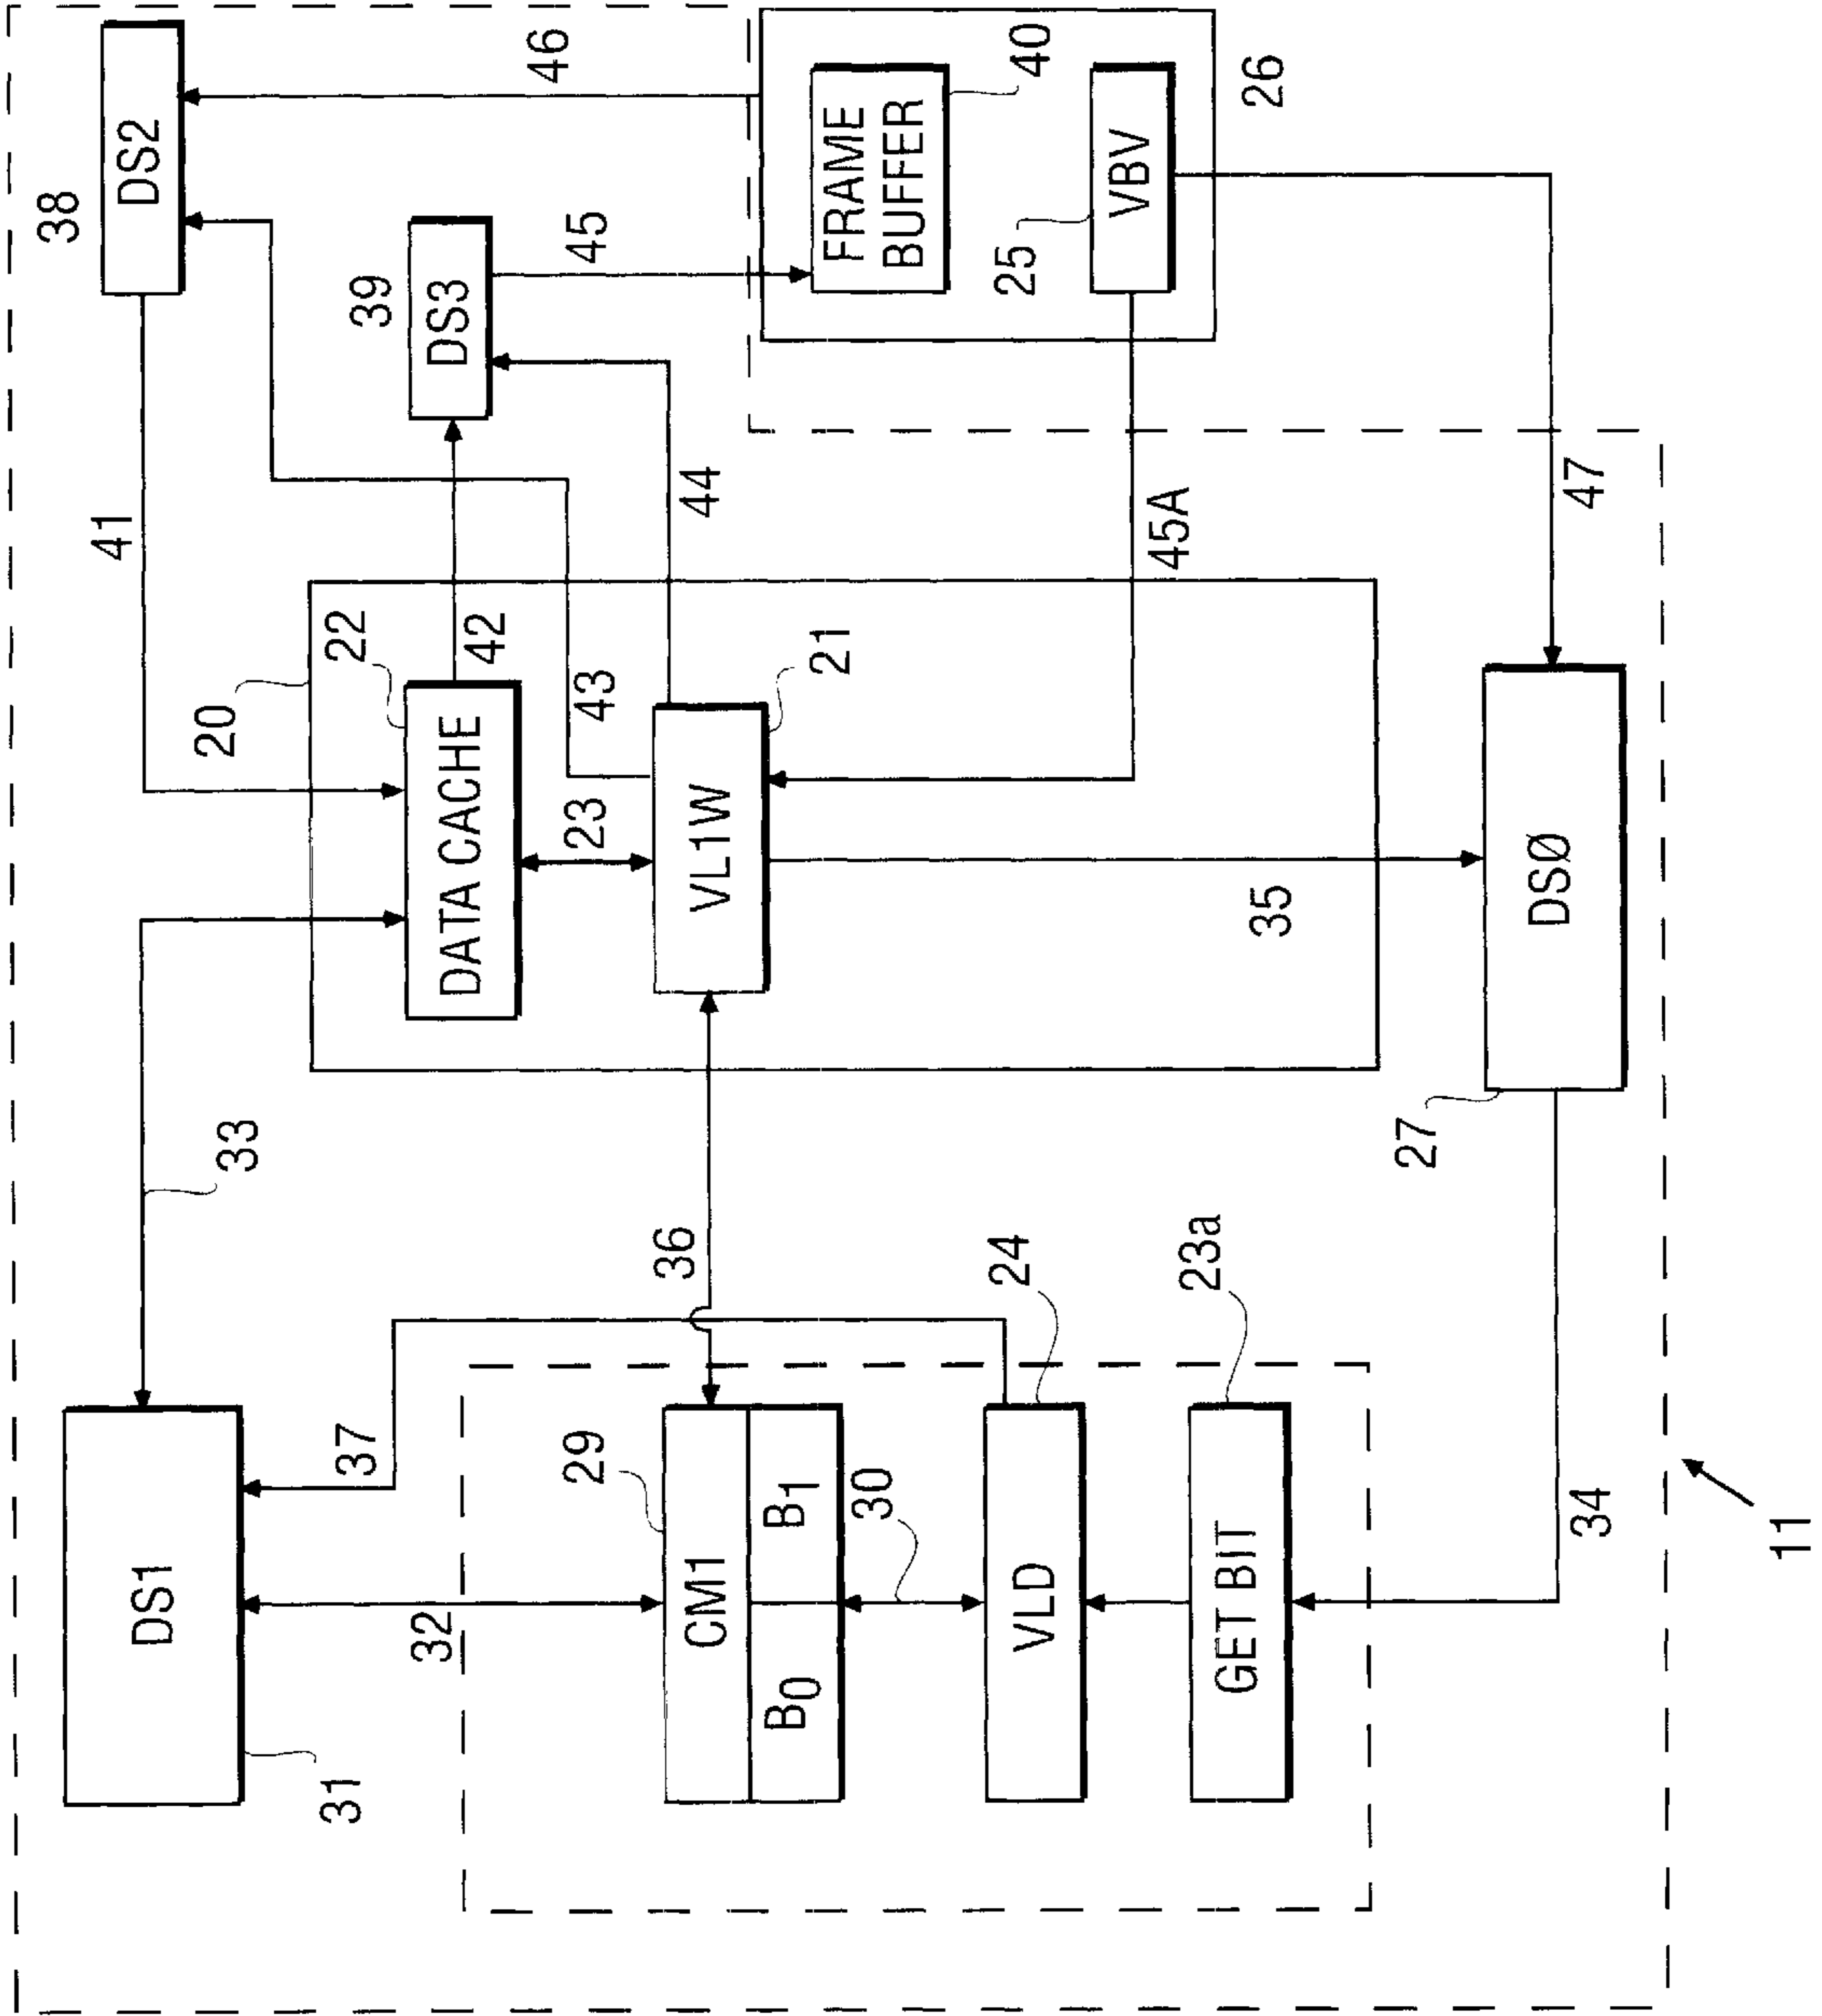 31
DS1
33
41
38
DS2
32
37
20
22
DATA CACHE
42
39
DS3
46
45
29
CM1
B0
B1
36
23
43
VL1W
21
44
FRAME
BUFFER
40
30
24
VLD
45A
25
VBV
26
23a
GET BIT
35
34
27
DSØ
47
11